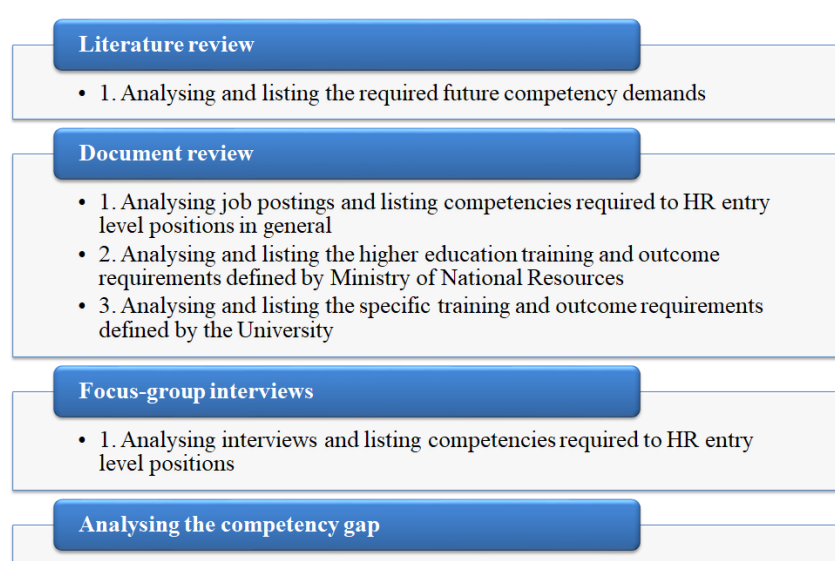 Literature review
• 1. Analysing and listing the required future competency demands
Document review
• 1. Analysing job postings and listing competencies required to HR entry
level positions in general
• 2. Analysing and listing the higher education training and outcome
requirements defined by Ministry of National Resources
• 3. Analysing and listing the specific training and outcome requirements
defined by the University
Focus-group interviews
• 1. Analysing interviews and listing competencies required to HR entry
level positions
Analysing the competency gap